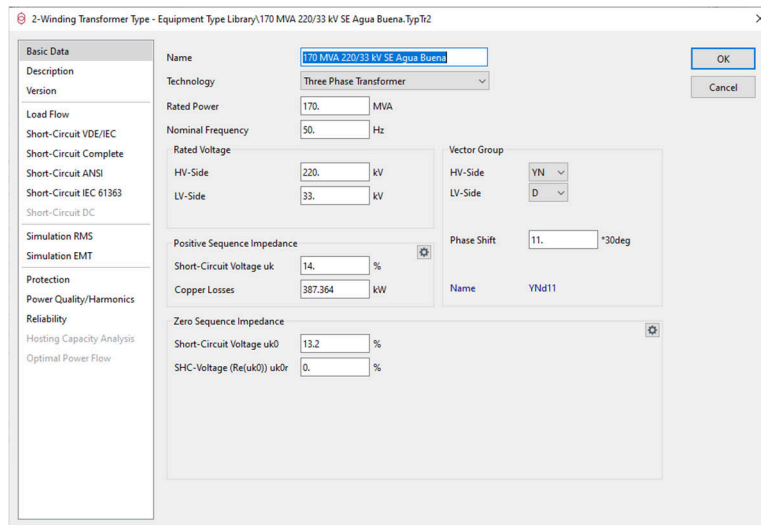 2-Winding Transformer Type - Equipment Type Library\170 MVA 220/33 kV SE Agua Buena.TypTr2
Basic Data
Description
Version
Load Flow
Short-Circuit VDE/IEC
Short-Circuit Complete
Short-Circuit ANSI
Short-Circuit IEC 61363
Short-Circuit DC
Simulation RMS
Simulation EMT
Protection
Power Quality/Harmonics
Reliability
Hosting Capacity Analysis
Optimal Power Flow
Name 170 MVA 220/33 kV SE Agua Buena
Technology Three Phase Transformer
Rated Power 170. MVA
Nominal Frequency 50. Hz
Rated Voltage
HV-Side 220. kV
LV-Side 33. kV
Vector Group
HV-Side YN
LV-Side D
Phase Shift 11. *30deg
Name YNd11
Positive Sequence Impedance
Short-Circuit Voltage uk 14. %
Copper Losses 387.364 kW
Zero Sequence Impedance
Short-Circuit Voltage uk0 13.2 %
SHC-Voltage (Re(uk0)) uk0r 0. %
OK
Cancel